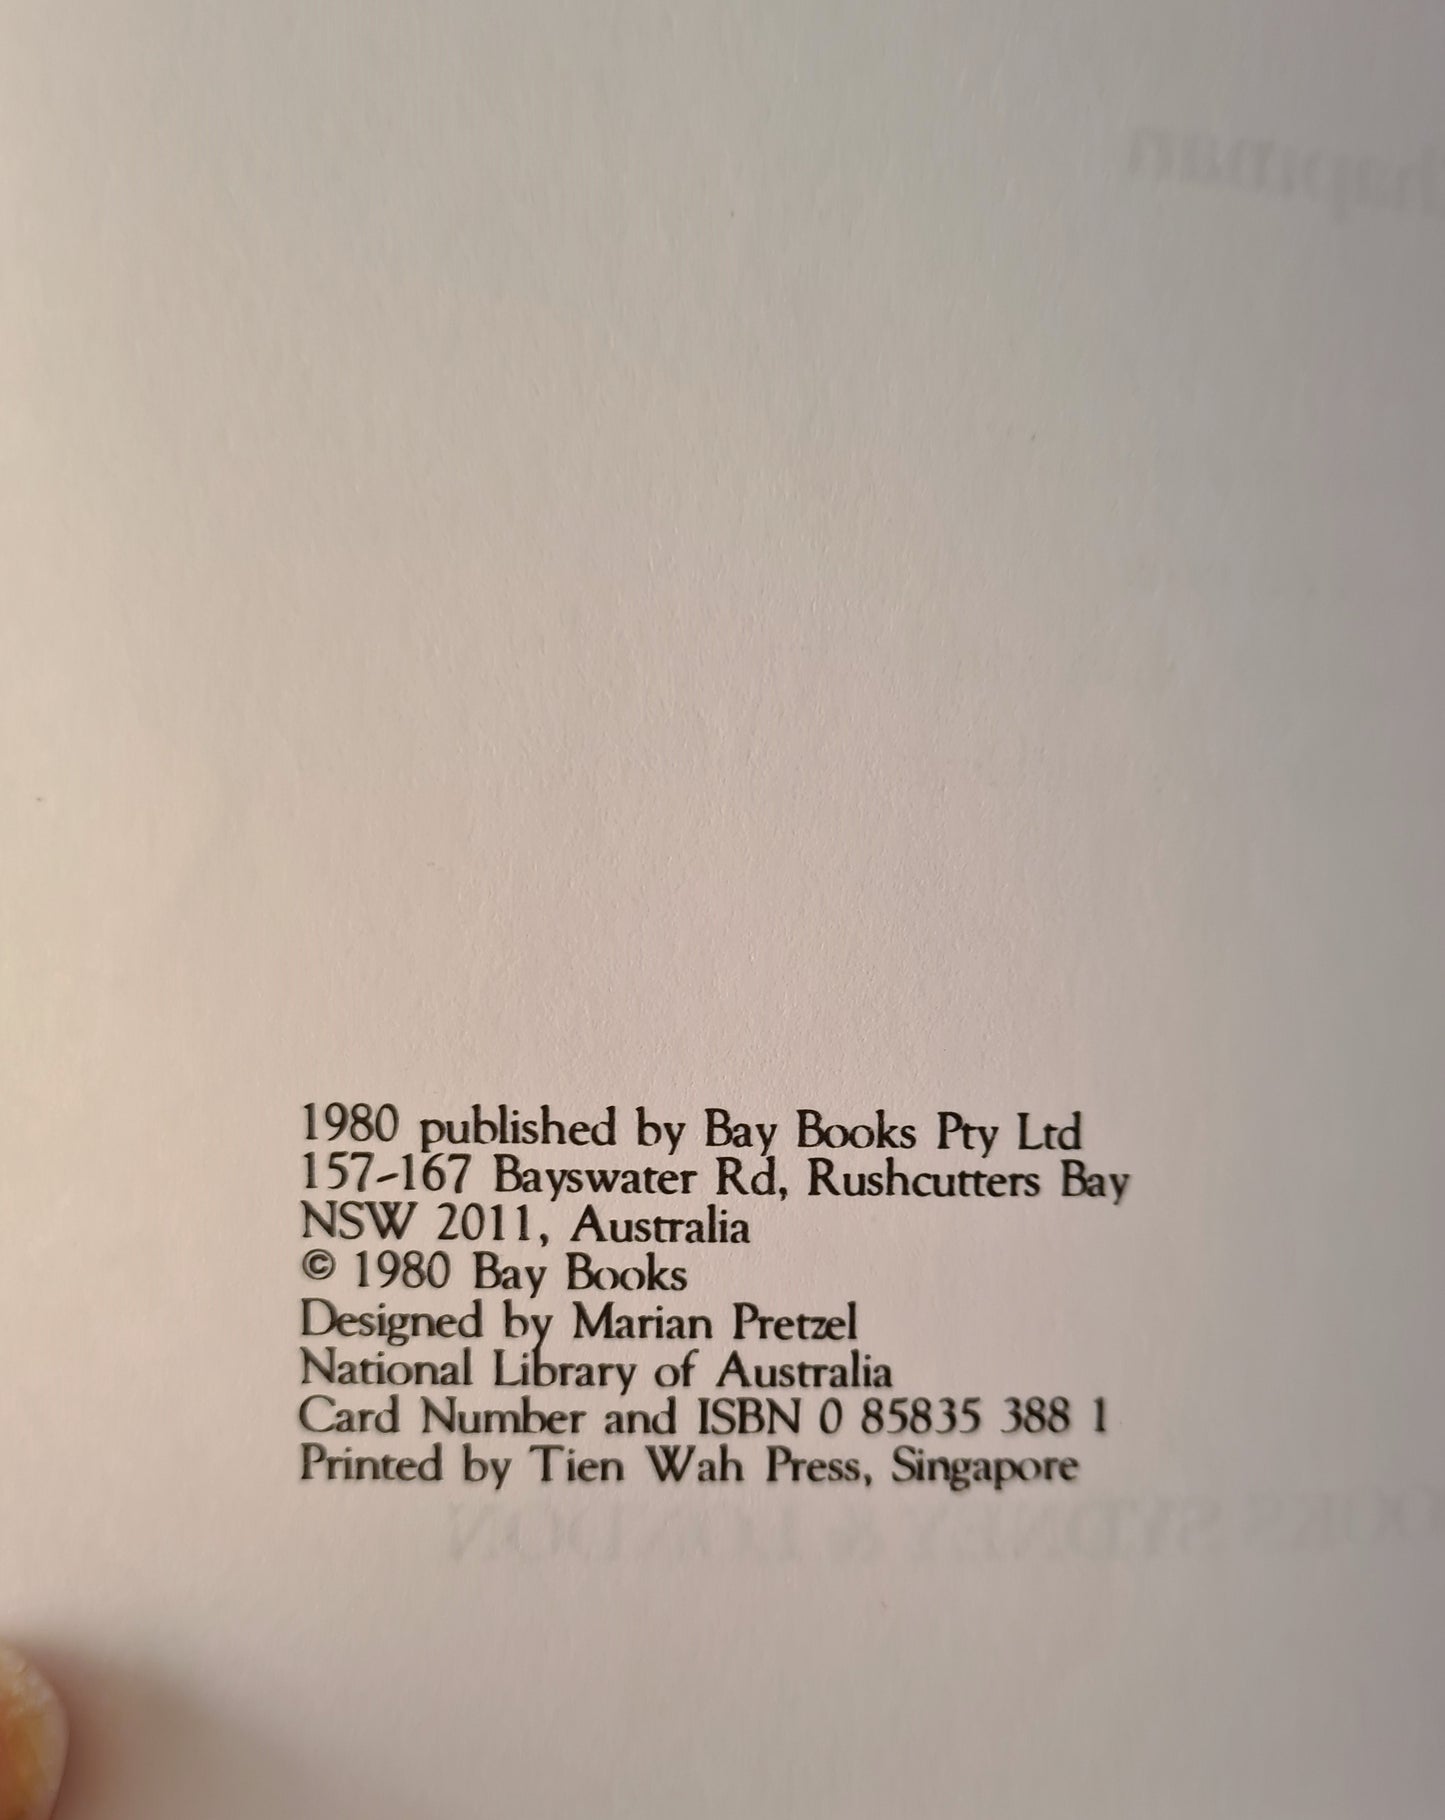 1980 published by Bay Books Pty Ltd
157-167 Bayswater Rd, Rushcutters Bay
NSW 2011, Australia
© 1980 Bay Books
Designed by Marian Pretzel
National Library of Australia
Card Number and ISBN 0 85835 388 1
Printed by Tien Wah Press, Singapore
SYDNEY & LONDON